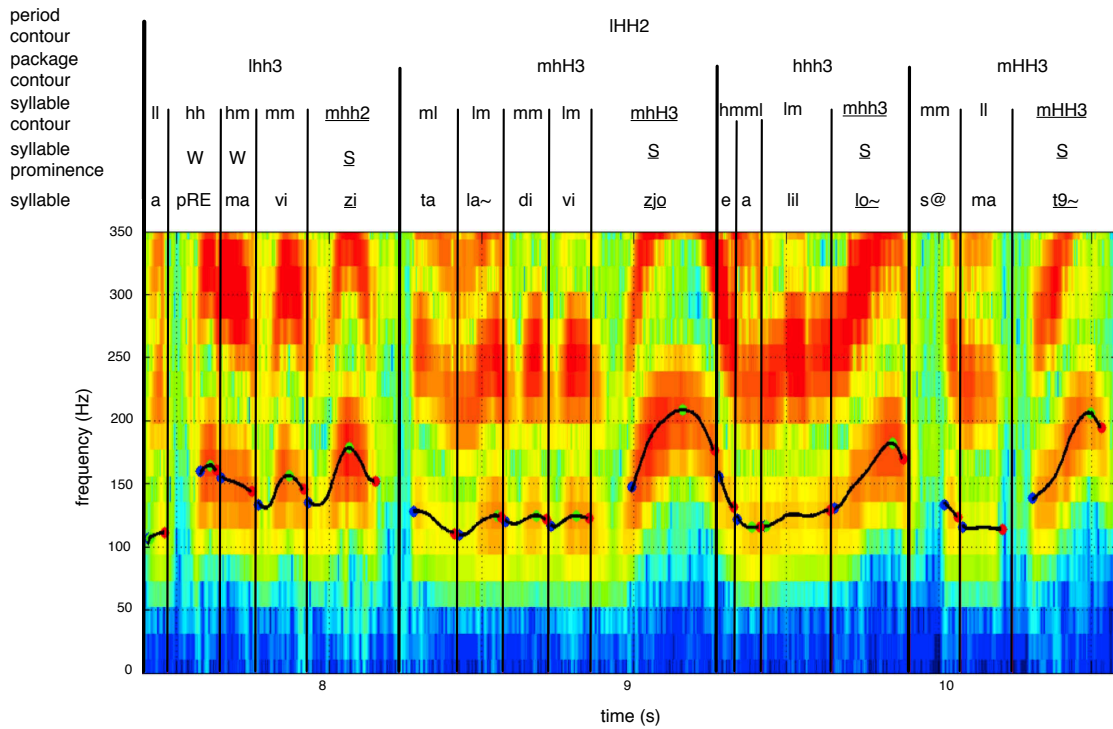 period
contour
lHH2
package
contour
lhh3 mhH3 hhh3 mHH3
syllable
contour
ll hh hm mm mhh2 ml lm mm lm mhH3 hm ml lm mhh3 mm ll mHH3
syllable
prominence
W W S S S S
syllable
a pRE ma vi zi ta la~ di vi zjo e a lil lo~ s@ ma t9~
350
300
250
200
150
100
50
0
frequency (Hz)
8 9 10
time (s)